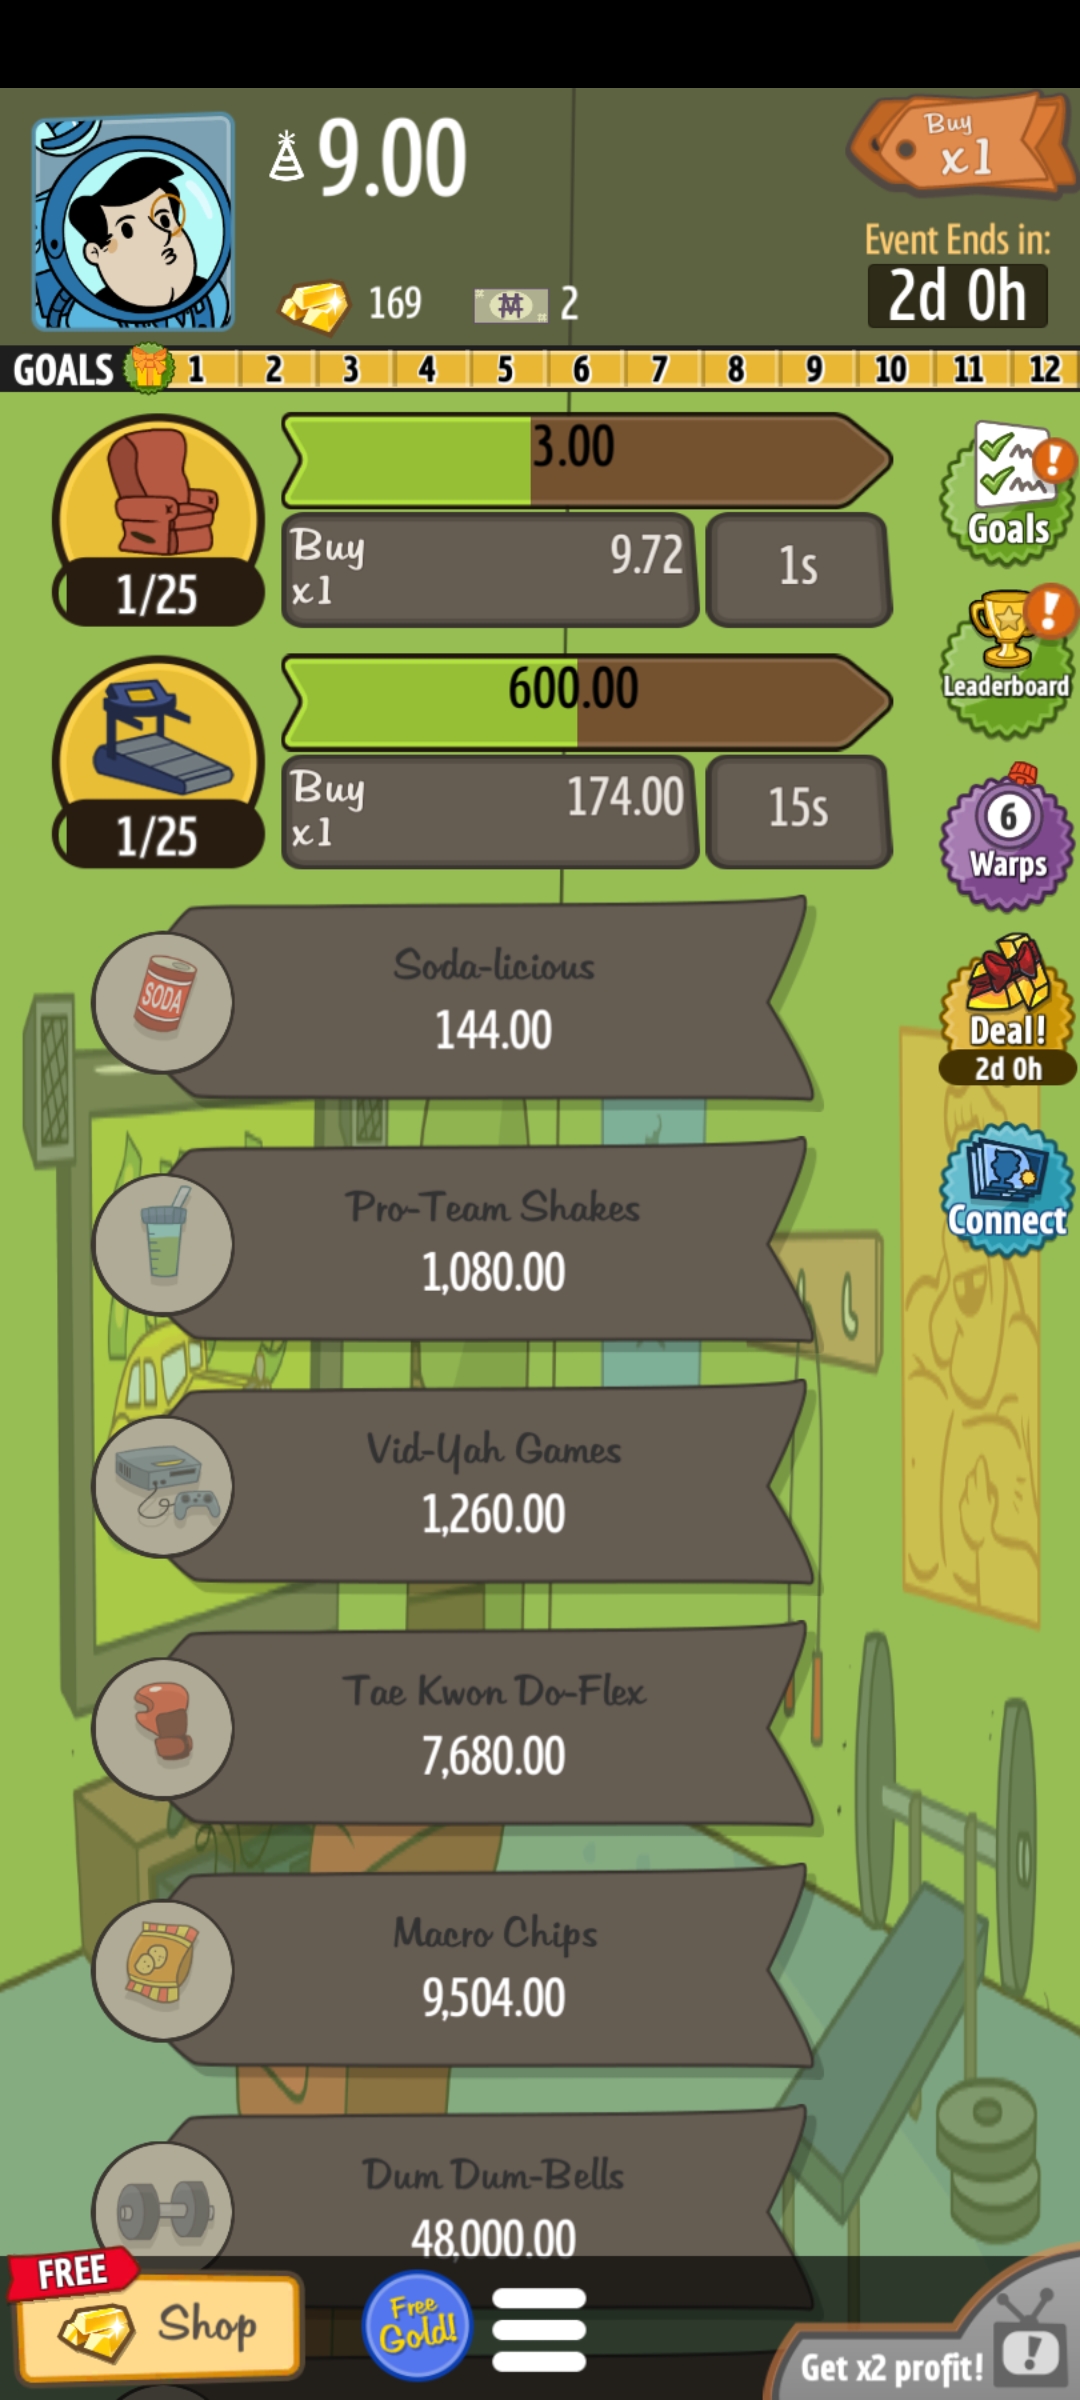 9.00
Buy
x1
169
2
Event Ends in:
2d 0h
GOALS 1 2 3 4 5 6 7 8 9 10 11 12
3.00
Buy
x1
9.72
1s
1/25
Goals
Leaderboard
600.00
Buy
x1
174.00
15s
1/25
6
Warps
SODA
Soda-licious
144.00
Deal!
2d 0h
Pro-Team Shakes
1,080.00
Connect
Vid-Yah Games
1,260.00
Tae Kwon Do-Flex
7,680.00
Macro Chips
9,504.00
Dum Dum-Bells
48,000.00
FREE
Shop
Free
Gold!
Get x2 profit!